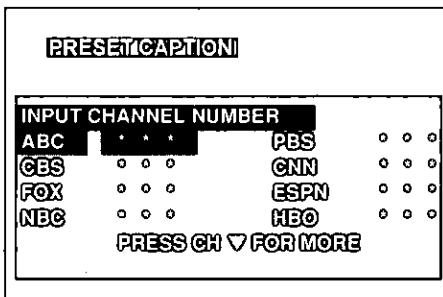 PRESET CAPTION
INPUT CHANNEL NUMBER
ABC * * * PBS ° ° °
CBS ° ° ° CNN ° ° °
FOX ° ° ° ESPN ° ° °
NBC ° ° ° HBO ° ° °
PRESS CH ▽ FOR MORE